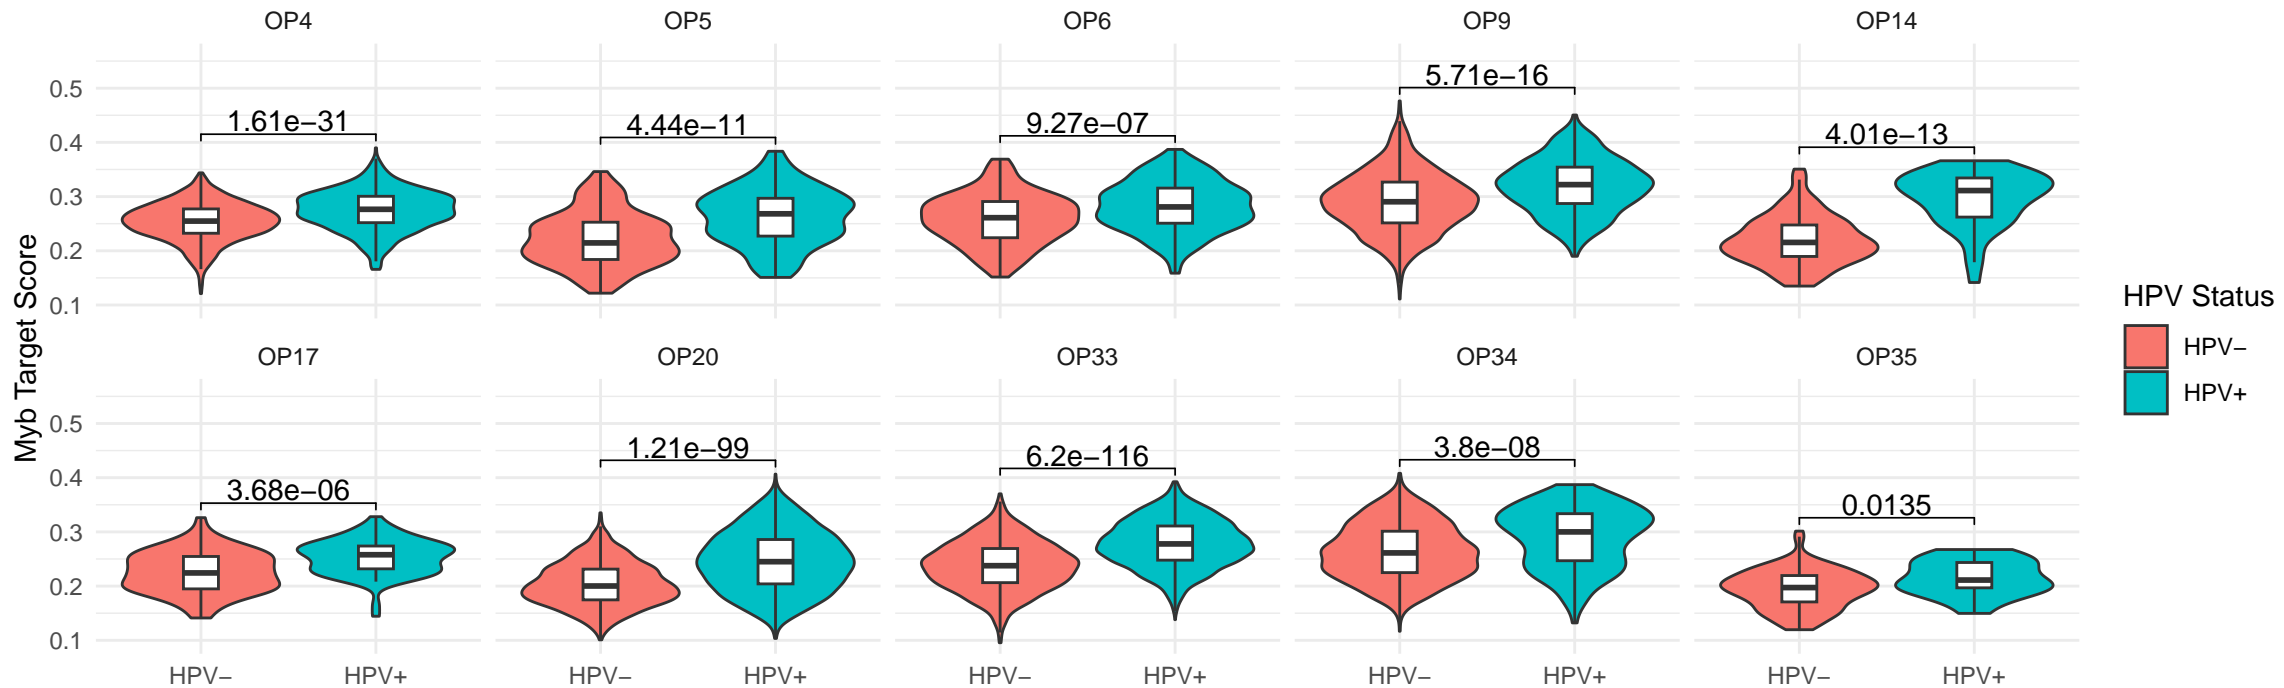 OP4 OP5 OP6 OP9 OP14
1.61e−31 4.44e−11 9.27e−07 5.71e−16 4.01e−13
0.5
0.4
0.3
0.2
0.1
Myb Target Score
OP17 OP20 OP33 OP34 OP35
3.68e−06 1.21e−99 6.2e−116 3.8e−08 0.0135
0.5
0.4
0.3
0.2
0.1
HPV− HPV+ HPV− HPV+ HPV− HPV+ HPV− HPV+ HPV− HPV+
HPV Status
HPV−
HPV+